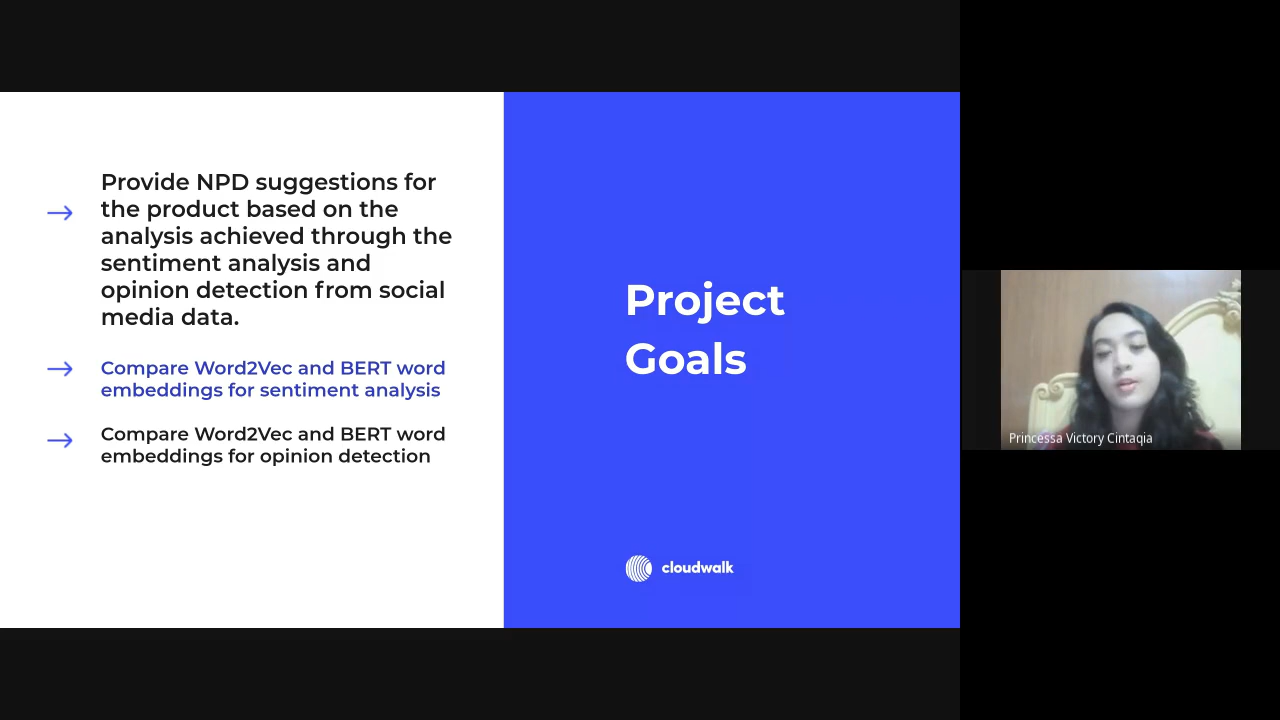 Provide NPD suggestions for
the product based on the
analysis achieved through the
sentiment analysis and
opinion detection from social
media data.
Compare Word2Vec and BERT word
embeddings for sentiment analysis
Compare Word2Vec and BERT word
embeddings for opinion detection
Project
Goals
cloudwalk
Princessa Victory Cintaqia